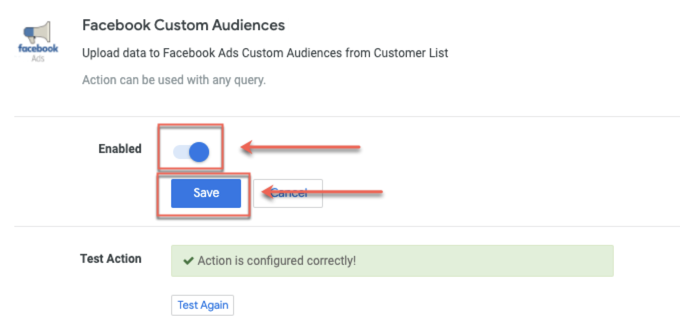 Facebook Custom Audiences
facebook
Ads
Upload data to Facebook Ads Custom Audiences from Customer List
Action can be used with any query.
Enabled
Save
Cancel
Test Action
Action is configured correctly!
Test Again